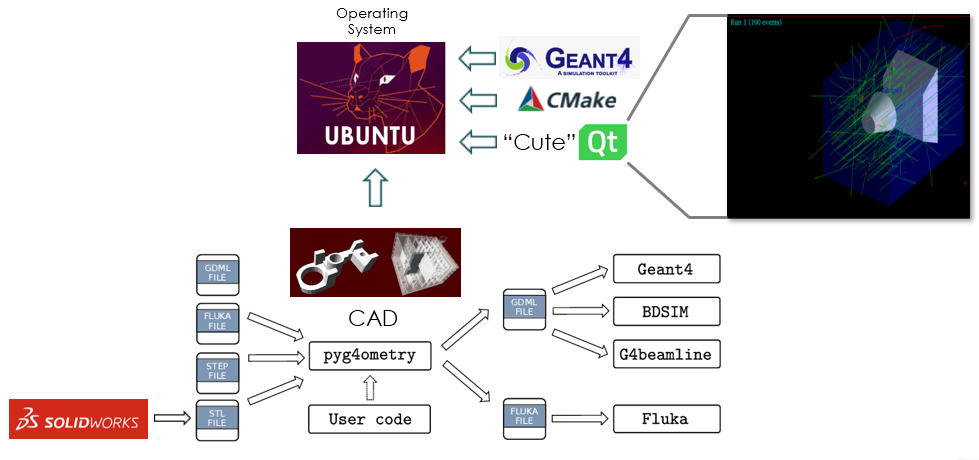 Operating
System
UBUNTU
GEANT4
A SIMULATION TOOLKIT
CMake
“Cute” Qt
Run 1 (100 events)
GDML
FILE
FLUKA
FILE
STEP
FILE
STL
FILE
SOLIDWORKS
CAD
pyg4ometry
User code
GDML
FILE
FLUKA
FILE
Geant4
BDSIM
G4beamline
Fluka